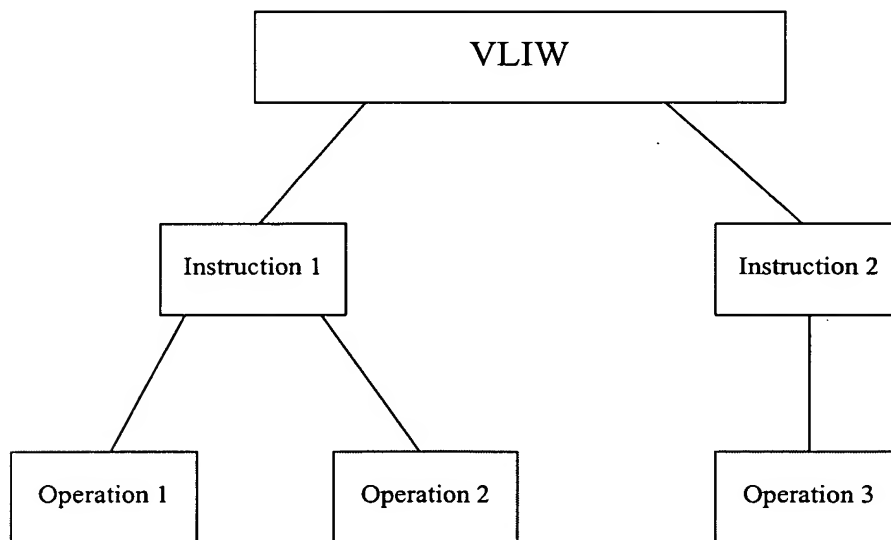 VLIW
Instruction 1
Instruction 2
Operation 1
Operation 2
Operation 3